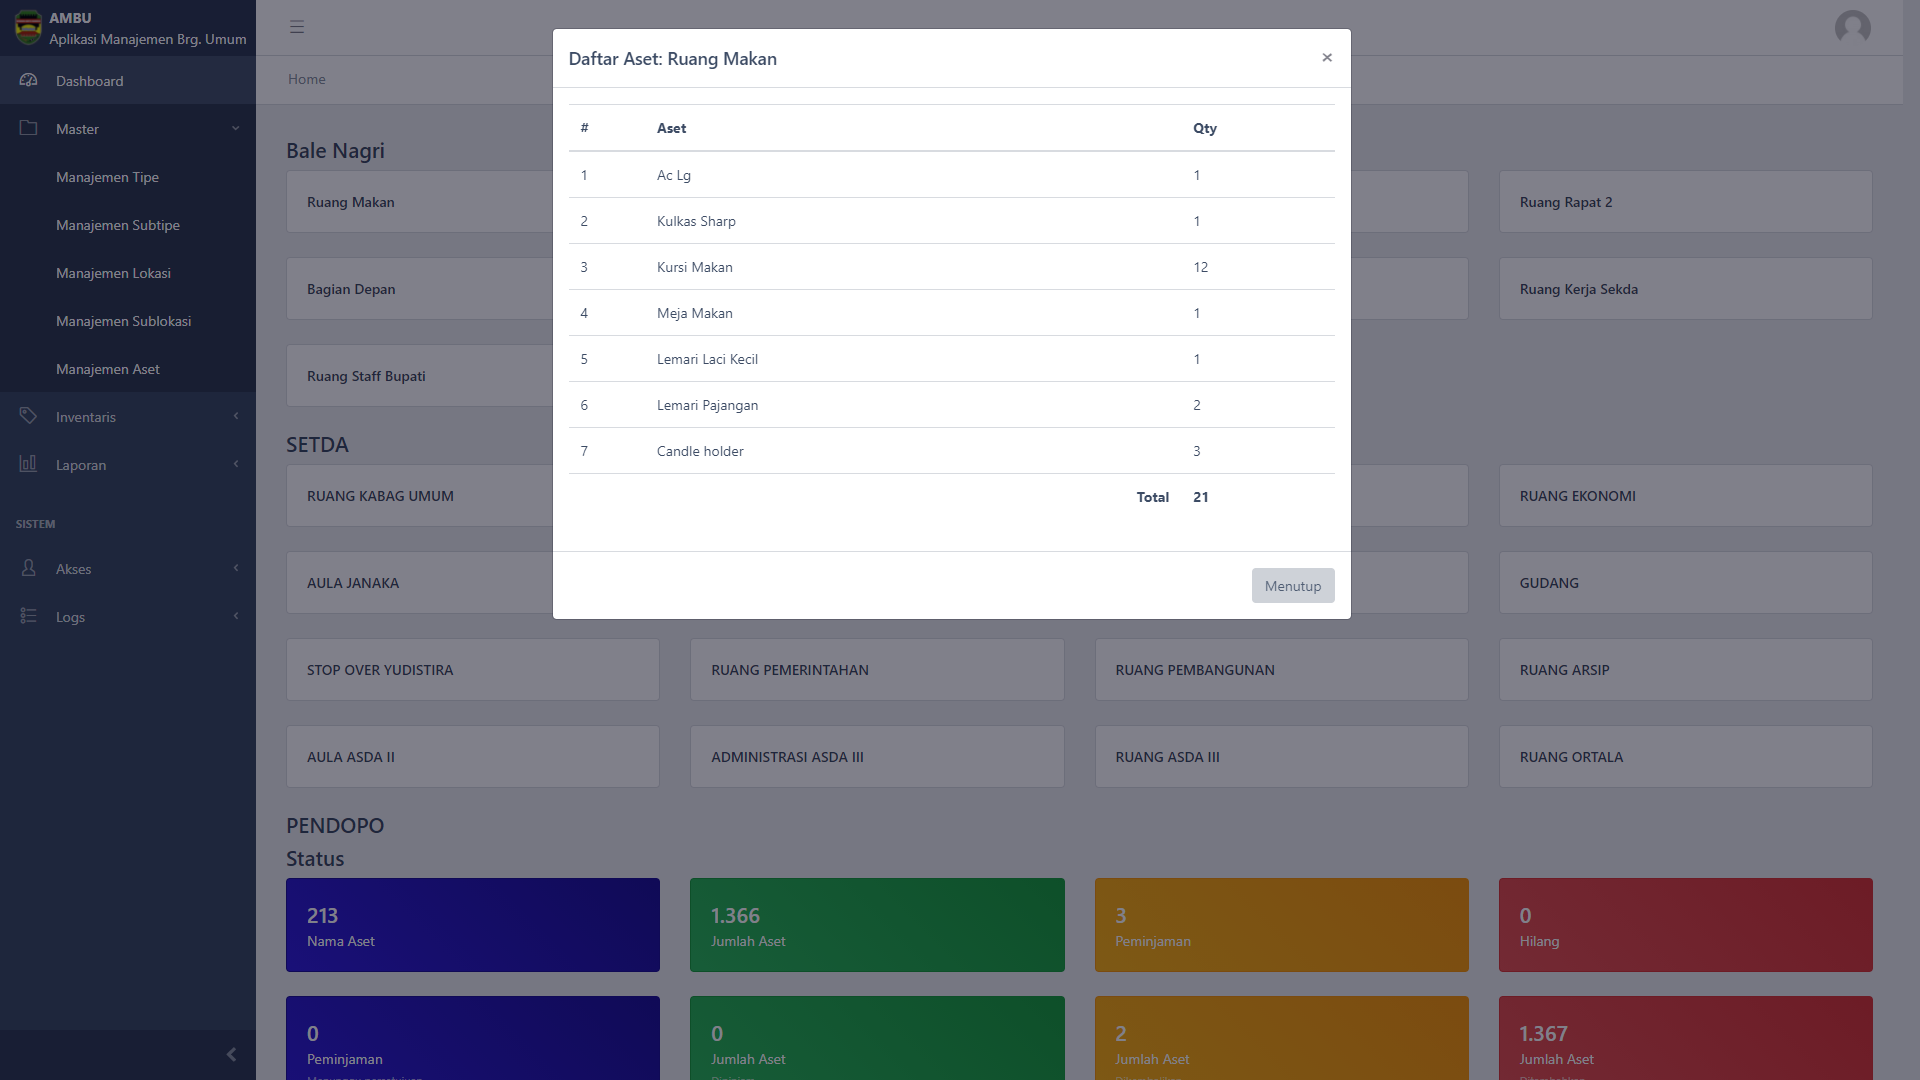 AMBU
Aplikasi Manajemen Brg. Umum
Dashboard
Master
Manajemen Tipe
Manajemen Subtipe
Manajemen Lokasi
Manajemen Sublokasi
Manajemen Aset
Inventaris
Laporan
SISTEM
Akses
Logs
Home
Daftar Aset: Ruang Makan
×
# Aset Qty
1 Ac Lg 1
2 Kulkas Sharp 1
3 Kursi Makan 12
4 Meja Makan 1
5 Lemari Laci Kecil 1
6 Lemari Pajangan 2
7 Candle holder 3
Total 21
Menutup
Bale Nagri
Ruang Makan
Ruang Rapat 2
Bagian Depan
Ruang Kerja Sekda
Ruang Staff Bupati
SETDA
RUANG KABAG UMUM
RUANG EKONOMI
AULA JANAKA
GUDANG
STOP OVER YUDISTIRA
RUANG PEMERINTAHAN
RUANG PEMBANGUNAN
RUANG ARSIP
AULA ASDA II
ADMINISTRASI ASDA III
RUANG ASDA III
RUANG ORTALA
PENDOPO
Status
213
Nama Aset
1.366
Jumlah Aset
3
Peminjaman
0
Hilang
0
Peminjaman
0
Jumlah Aset
2
Jumlah Aset
1.367
Jumlah Aset